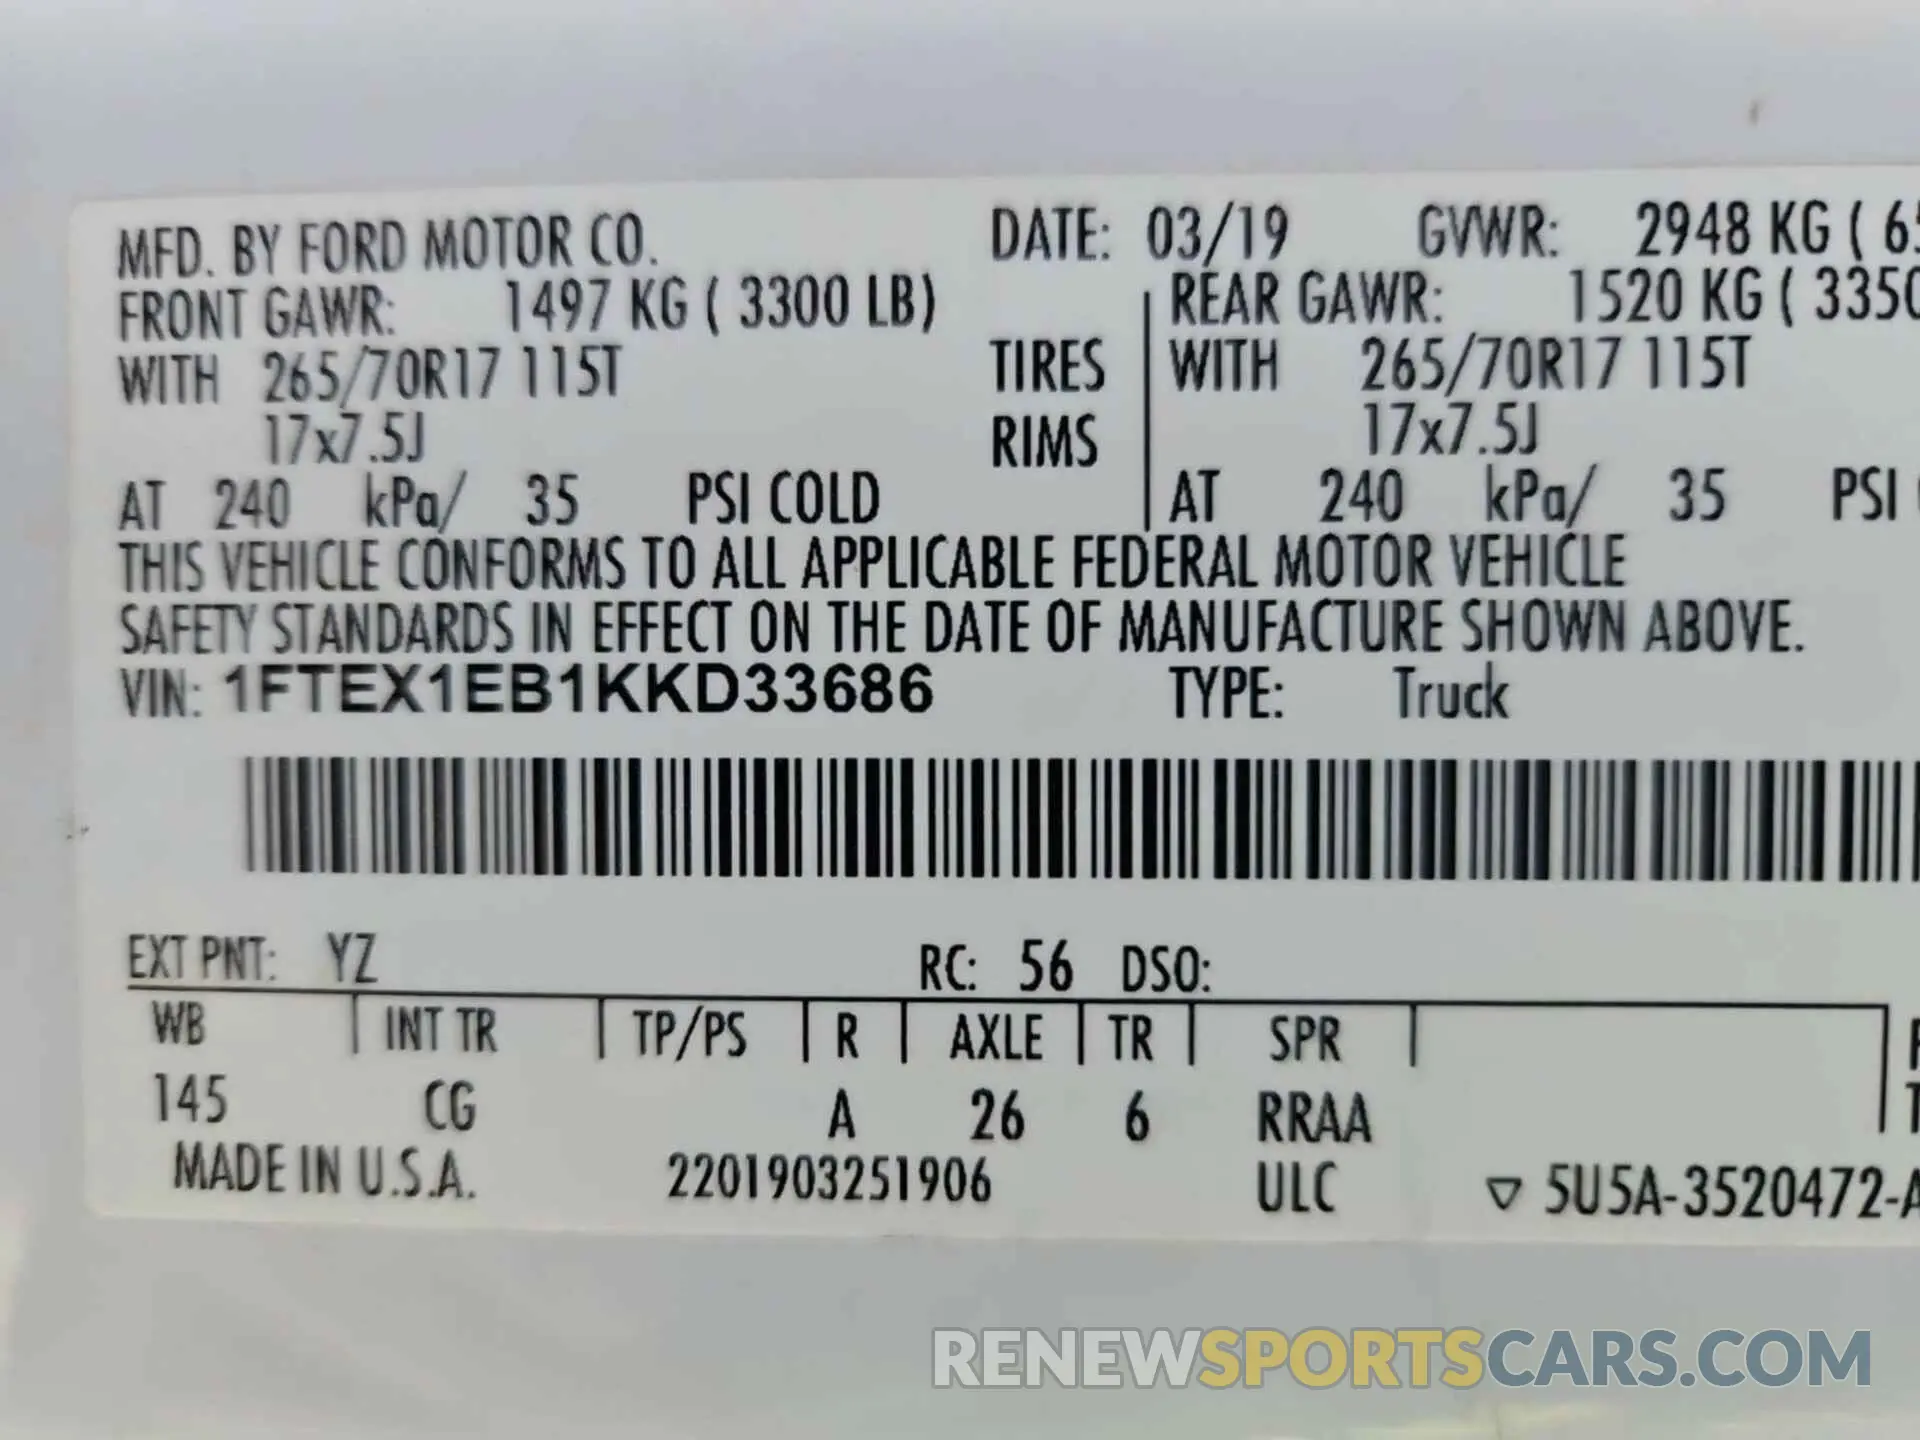 MFD. BY FORD MOTOR CO. DATE: 03/19 GVWR: 2948 KG (
FRONT GAWR: 1497 KG ( 3300 LB) REAR GAWR: 1520 KG ( 3350
WITH 265/70R17 115T TIRES WITH 265/70R17 115T
17x7.5J RIMS 17x7.5J
AT 240 kPa/ 35 PSI COLD AT 240 kPa/ 35 PSI
THIS VEHICLE CONFORMS TO ALL APPLICABLE FEDERAL MOTOR VEHICLE
SAFETY STANDARDS IN EFFECT ON THE DATE OF MANUFACTURE SHOWN ABOVE.
VIN: 1FTEX1EB1KKD33686 TYPE: Truck
EXT PNT: YZ RC: 56 DSO:
WB INT TR TP/PS R AXLE TR SPR
145 CG A 26 6 RRAA
MADE IN U.S.A. 2201903251906 ULC ▽ 5U5A-3520472-A
RENEWSPORTSCARS.COM